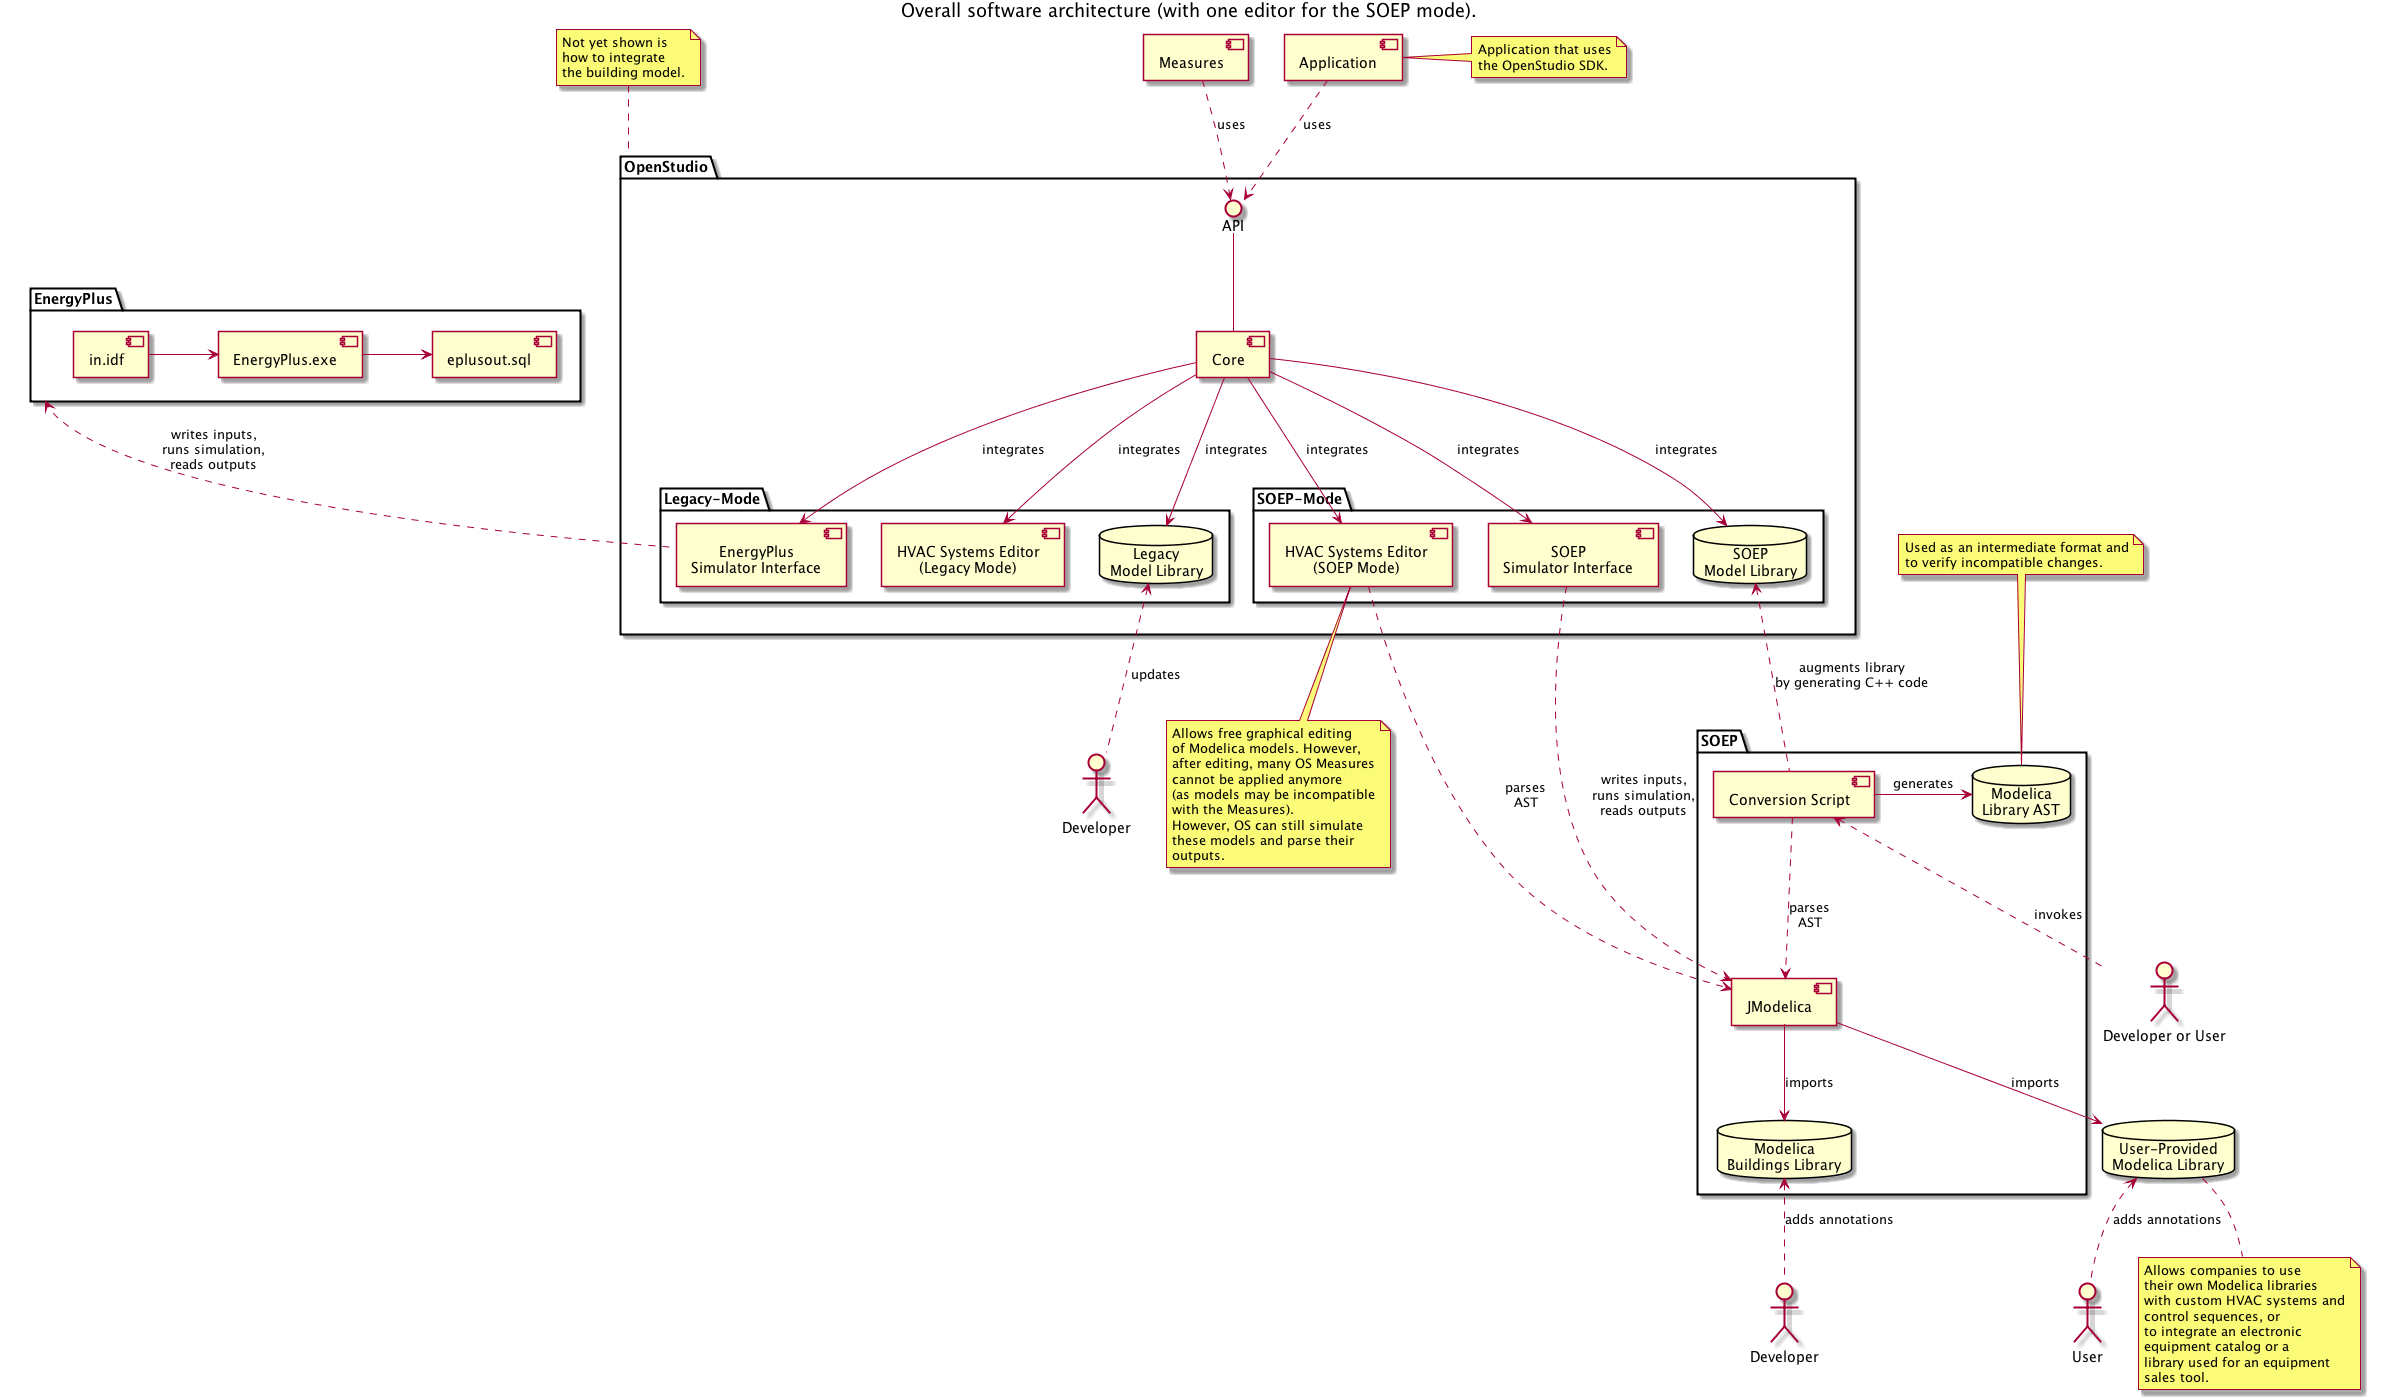 Overall software architecture (with one editor for the SOEP mode).
Not yet shown is
how to integrate
the building model.
Measures
Application
Application that uses
the OpenStudio SDK.
uses
uses
OpenStudio
API
EnergyPlus
in.idf
EnergyPlus.exe
eplusout.sql
Core
writes inputs,
runs simulation,
reads outputs
integrates
integrates
integrates
integrates
integrates
integrates
Legacy-Mode
EnergyPlus
Simulator Interface
HVAC Systems Editor
(Legacy Mode)
Legacy
Model Library
SOEP-Mode
HVAC Systems Editor
(SOEP Mode)
SOEP
Simulator Interface
SOEP
Model Library
Used as an intermediate format and
to verify incompatible changes.
updates
augments library
by generating C++ code
Developer
Allows free graphical editing
of Modelica models. However,
after editing, many OS Measures
cannot be applied anymore
(as models may be incompatible
with the Measures).
However, OS can still simulate
these models and parse their
outputs.
parses
AST
writes inputs,
runs simulation,
reads outputs
SOEP
Conversion Script
generates
Modelica
Library AST
parses
AST
invokes
JModelica
Developer or User
imports
imports
Modelica
Buildings Library
User-Provided
Modelica Library
adds annotations
adds annotations
Developer
User
Allows companies to use
their own Modelica libraries
with custom HVAC systems and
control sequences, or
to integrate an electronic
equipment catalog or a
library used for an equipment
sales tool.